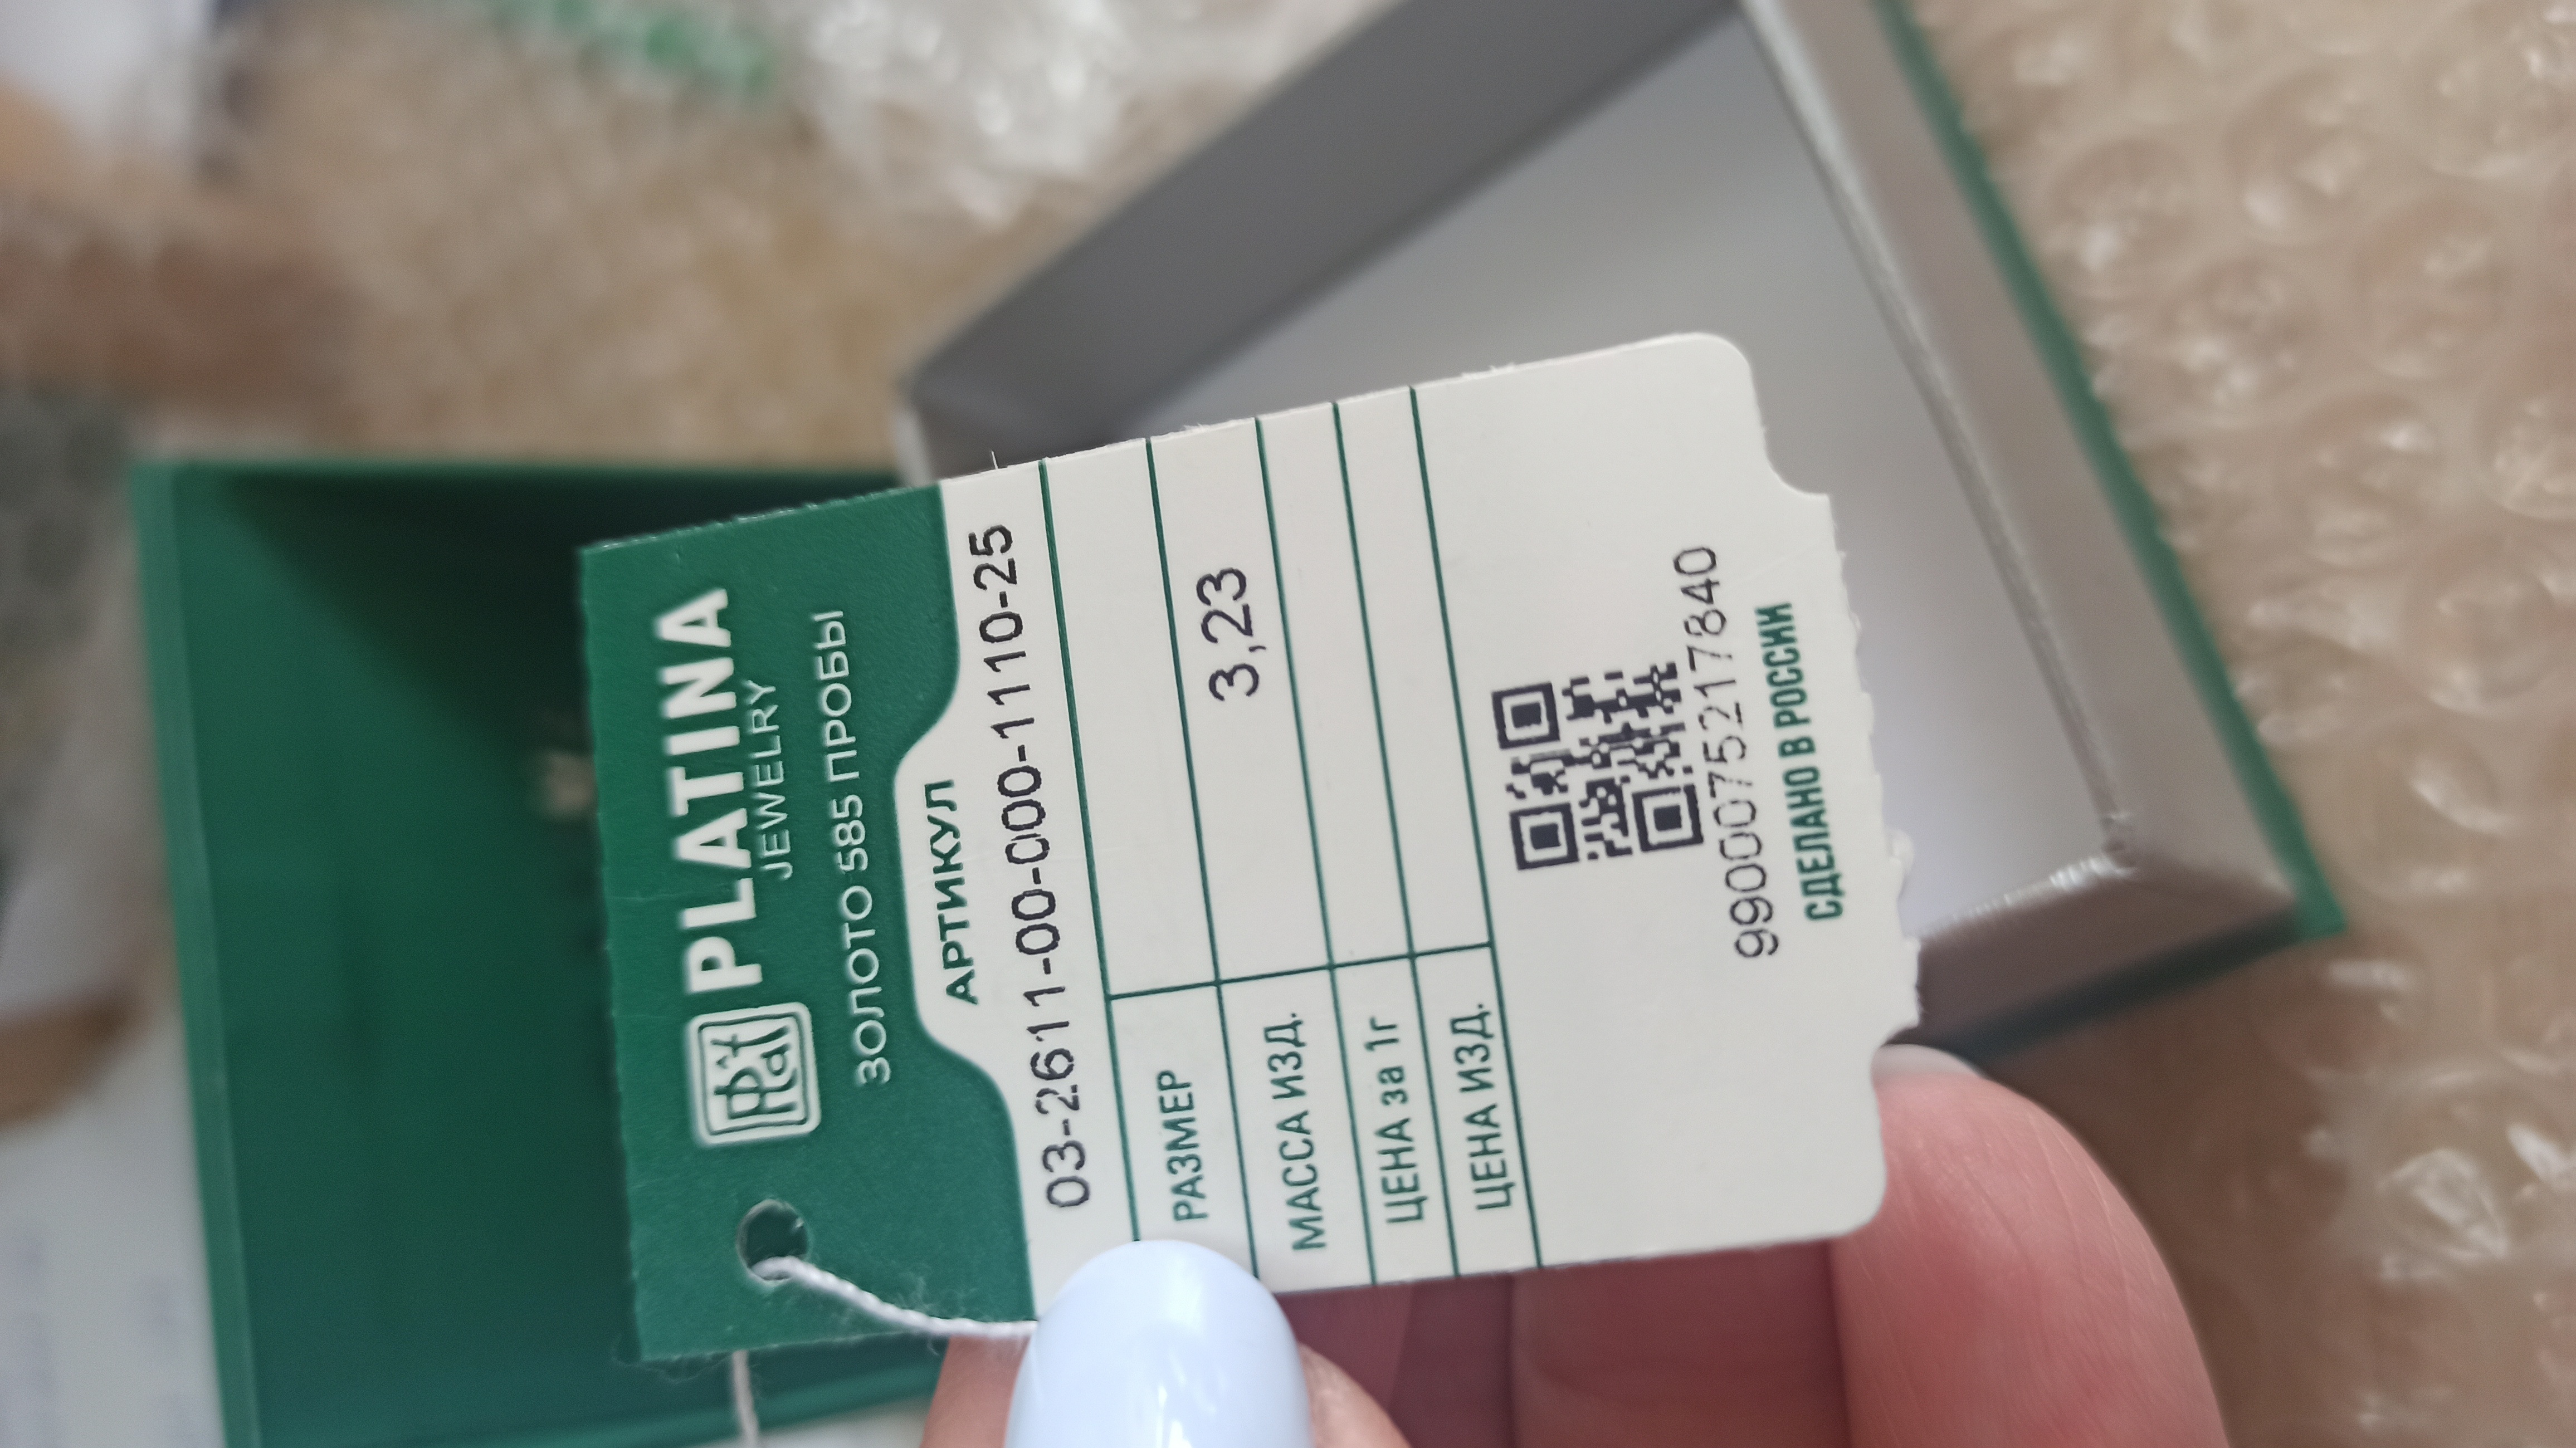 PLATINA
JEWELRY
ЗОЛОТО 585 ПРОБЫ
АРТИКУЛ
03-2611-00-000-1110-25
РАЗМЕР
МАССА ИЗД. 3,23
ЦЕНА за 1г
ЦЕНА ИЗД.
9900075217840
СДЕЛАНО В РОССИИ